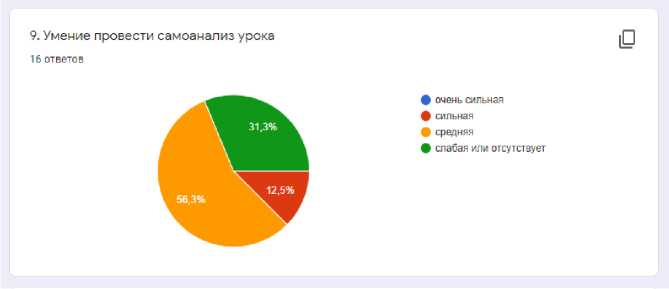 9. Умение провести самоанализ урока
16 ответов
очень сильная
сильная
средняя
слабая или отсутствует
31,3%
12,5%
56,3%